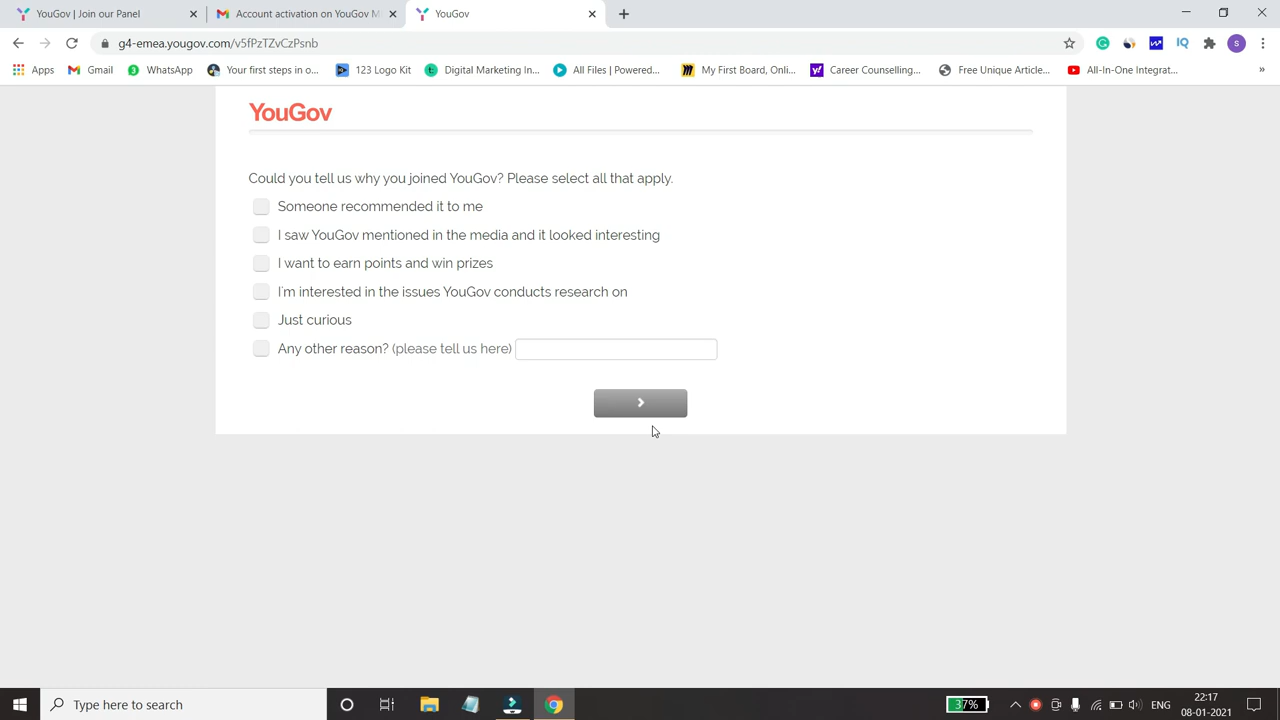 YouGov | Join our Panel
Account activation on YouGov M
YouGov
g4-emea.yougov.com/v5fPzTZvCzPsnb
S
Apps
Gmail
WhatsApp
Your first steps in o...
123 Logo Kit
Digital Marketing In...
All Files | Powered...
My First Board, Onli...
Career Counselling...
Free Unique Article...
All-In-One Integrat...
»
YouGov
Could you tell us why you joined YouGov? Please select all that apply.
Someone recommended it to me
I saw YouGov mentioned in the media and it looked interesting
I want to earn points and win prizes
I'm interested in the issues YouGov conducts research on
Just curious
Any other reason? (please tell us here)
Type here to search
37%
ENG
22:17
08-01-2021